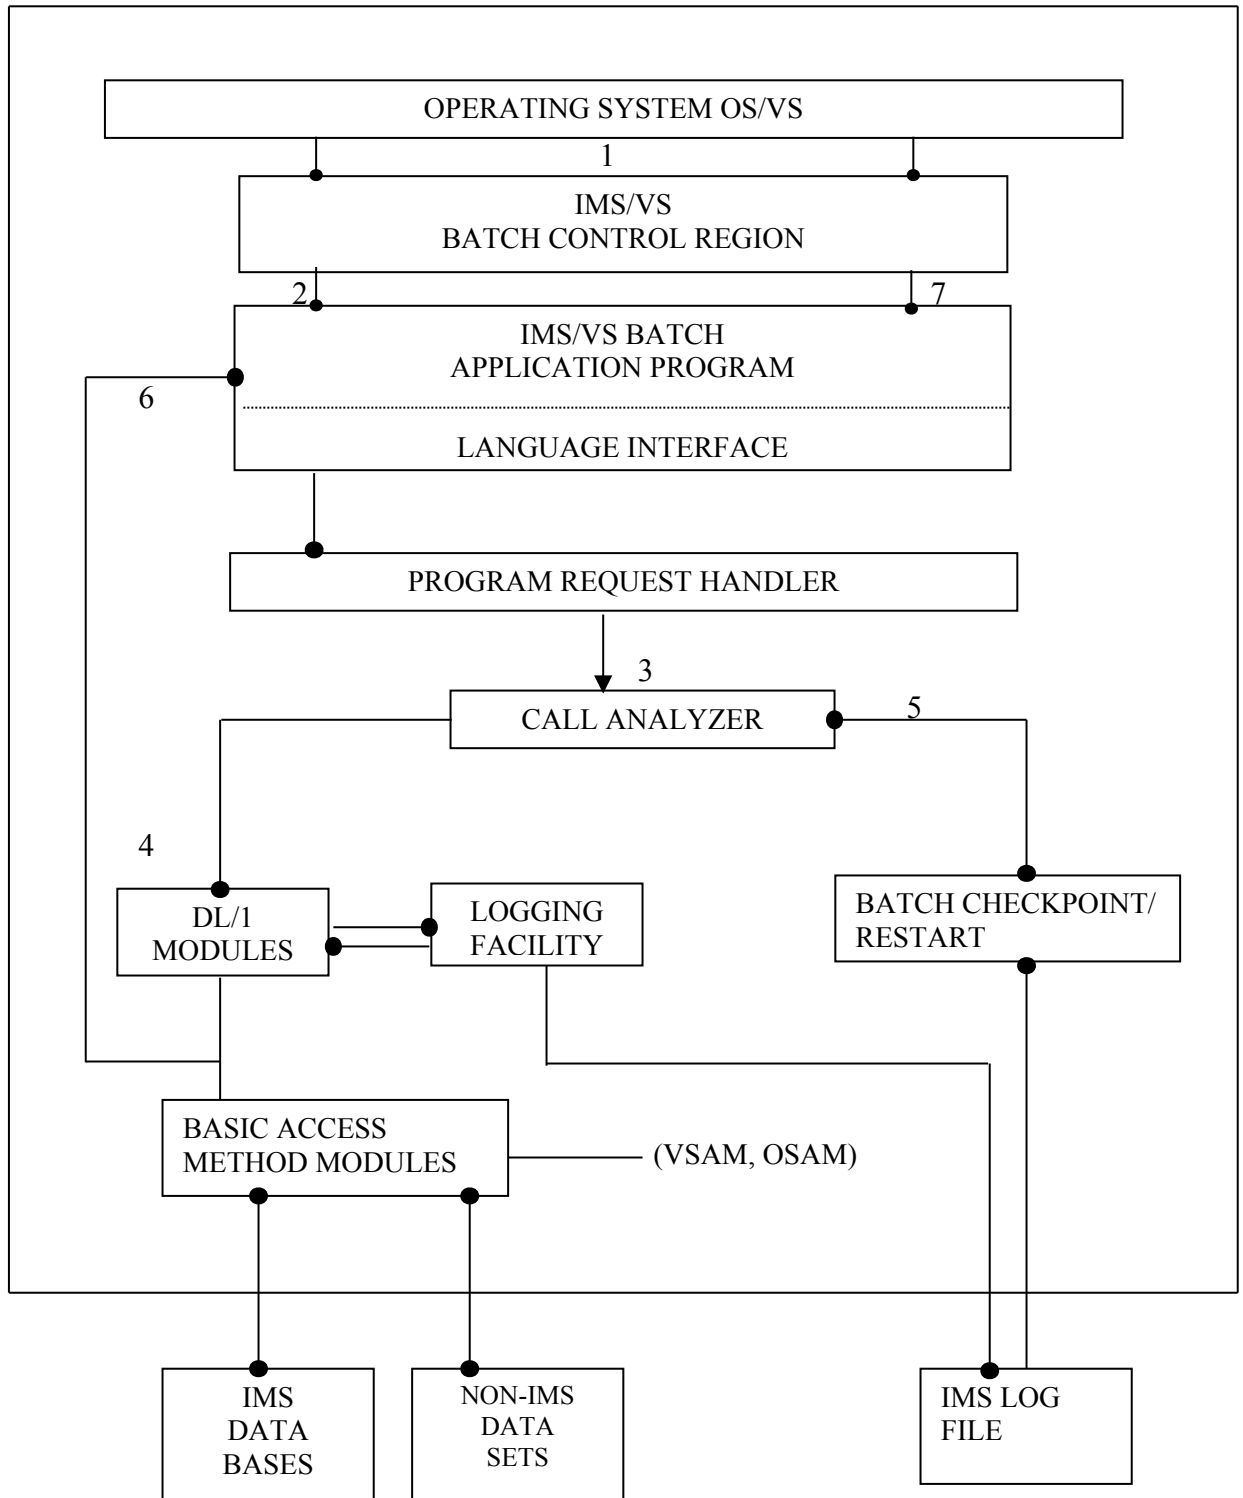 OPERATING SYSTEM OS/VS
1
IMS/VS
BATCH CONTROL REGION
2
7
IMS/VS BATCH
APPLICATION PROGRAM
6
LANGUAGE INTERFACE
PROGRAM REQUEST HANDLER
3
CALL ANALYZER
5
4
DL/1
MODULES
LOGGING
FACILITY
BATCH CHECKPOINT/
RESTART
BASIC ACCESS
METHOD MODULES
(VSAM, OSAM)
IMS
DATA
BASES
NON-IMS
DATA
SETS
IMS LOG
FILE